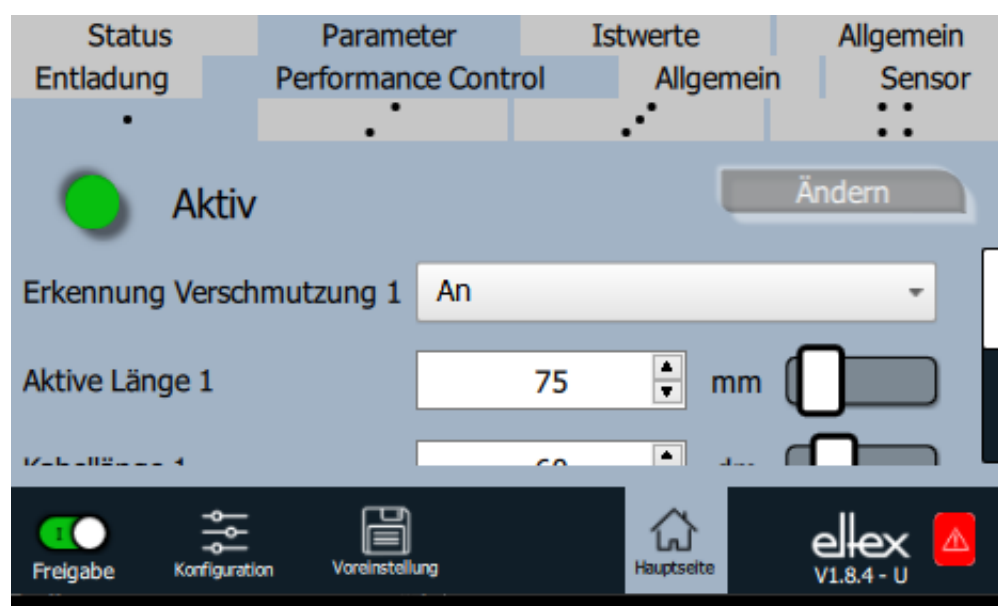 Status Parameter Istwerte Allgemein
Entladung Performance Control Allgemein Sensor
Aktiv Ändern
Erkennung Verschmutzung 1 An
Aktive Länge 1 75 mm
I
Freigabe Konfiguration Voreinstellung Hauptseite
eltex
V1.8.4 - U